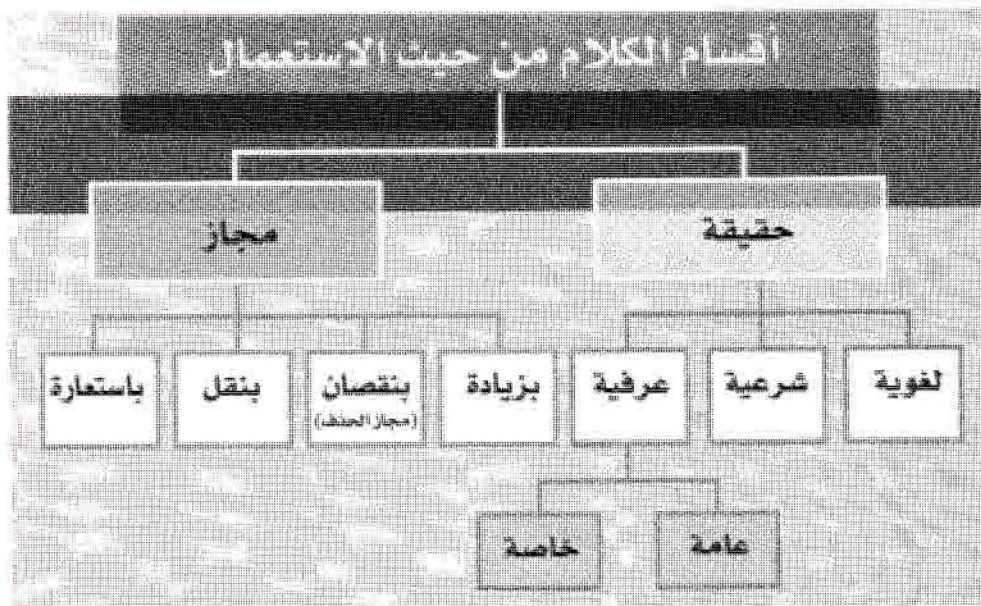 أقسام الكلام من حيث الاستعمال
حقيقة
مجاز
لغوية
شرعية
عرفية
بزيادة
بنقصان
(مجاز الحذف)
بنقل
باستعارة
عامة
خاصة